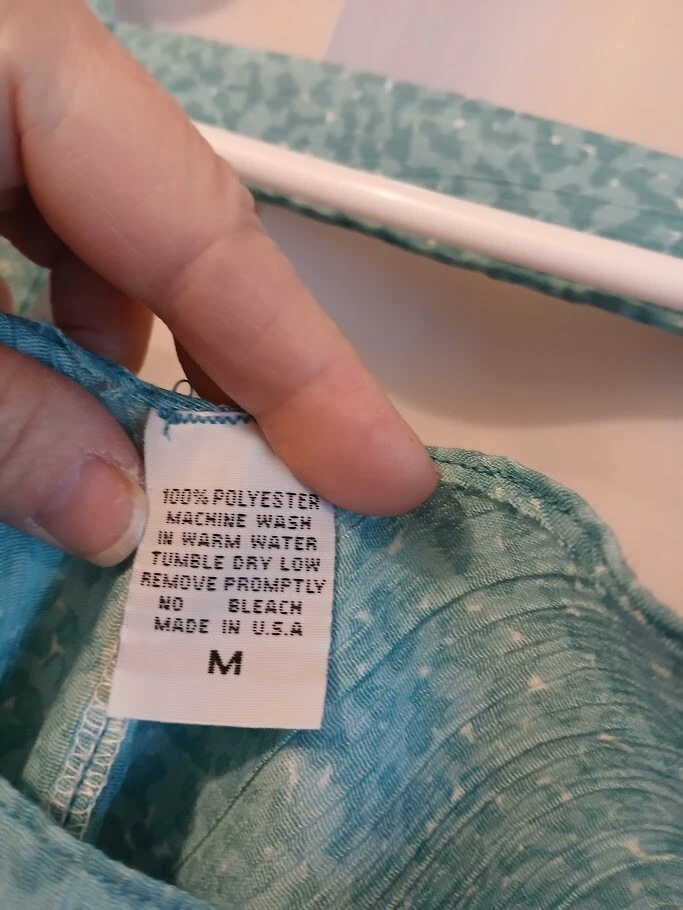 100% POLYESTER
MACHINE WASH
IN WARM WATER
TUMBLE DRY LOW
REMOVE PROMPTLY
NO BLEACH
MADE IN U.S.A
M